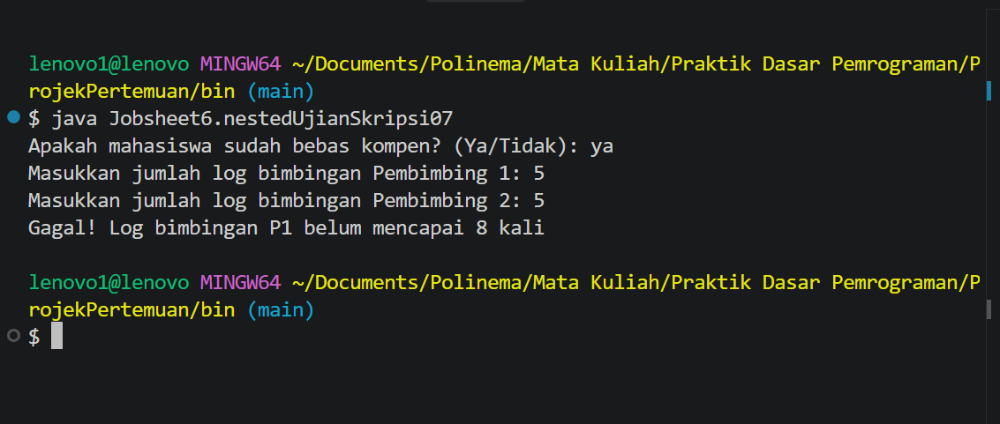 lenovo1@lenovo MINGW64 ~/Documents/Polinema/Mata Kuliah/Praktik Dasar Pemrograman/P
rojekPertemuan/bin (main)
$ java Jobsheet6.nestedUjianSkripsi07
Apakah mahasiswa sudah bebas kompen? (Ya/Tidak): ya
Masukkan jumlah log bimbingan Pembimbing 1: 5
Masukkan jumlah log bimbingan Pembimbing 2: 5
Gagal! Log bimbingan P1 belum mencapai 8 kali
lenovo1@lenovo MINGW64 ~/Documents/Polinema/Mata Kuliah/Praktik Dasar Pemrograman/P
rojekPertemuan/bin (main)
$